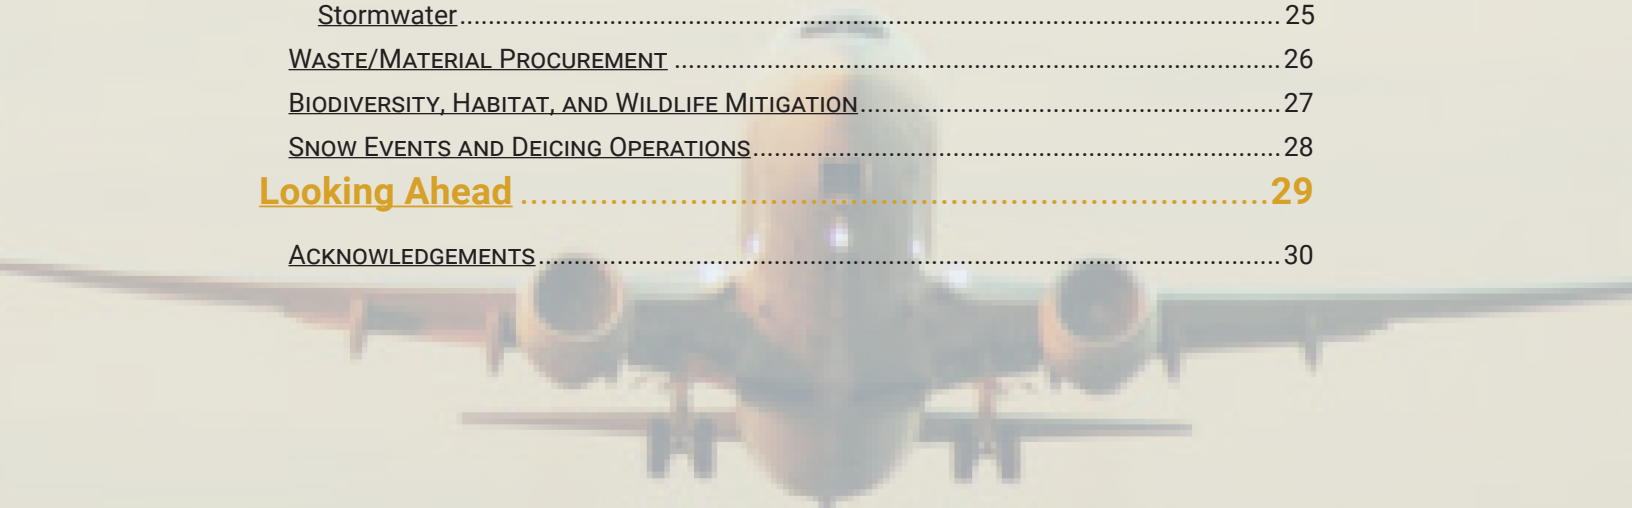 Stormwater 25
Waste/Material Procurement 26
Biodiversity, Habitat, and Wildlife Mitigation 27
Snow Events and Deicing Operations 28
Looking Ahead 29
Acknowledgements 30